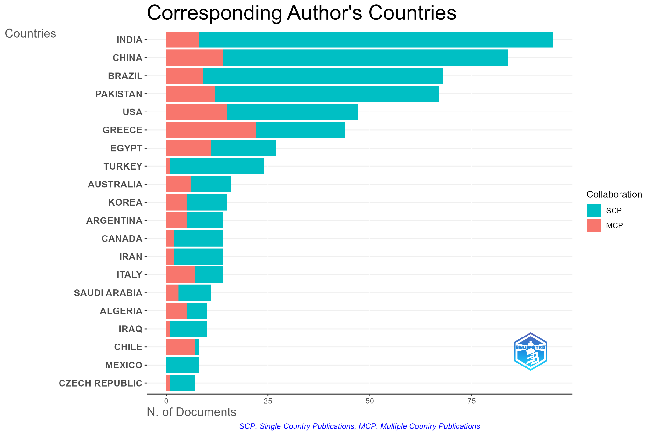 Corresponding Author's Countries
Countries
INDIA
CHINA
BRAZIL
PAKISTAN
USA
GREECE
EGYPT
TURKEY
AUSTRALIA
KOREA
ARGENTINA
CANADA
IRAN
ITALY
SAUDI ARABIA
ALGERIA
IRAQ
CHILE
MEXICO
CZECH REPUBLIC
Collaboration
SCP
MCP
0 25 50 75
N. of Documents
SCP: Single Country Publications, MCP: Multiple Country Publications